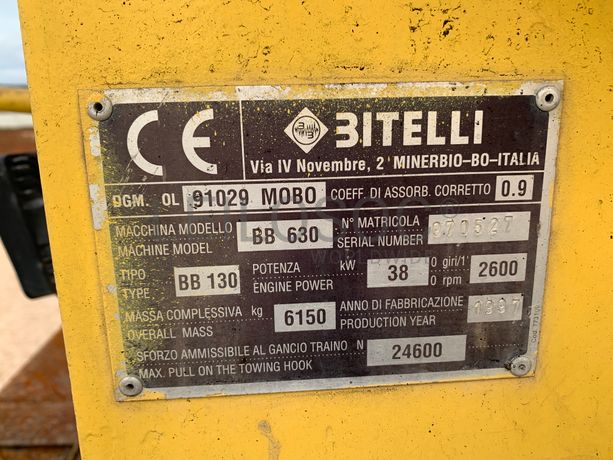 CE BITELLI
Via IV Novembre, 2 MINERBIO-BO-ITALIA
DGM. OL 91029 MOBO COEFF. DI ASSORB. CORRETTO 0.9
MACCHINA MODELLO BB 630 N° MATRICOLA 370527
MACHINE MODEL SERIAL NUMBER
TIPO BB 130 POTENZA kW 38 giri/1' 2600
TYPE ENGINE POWER rpm
MASSA COMPLESSIVA kg 6150 ANNO DI FABBRICAZIONE 1997
OVERALL MASS PRODUCTION YEAR
SFORZO AMMISSIBILE AL GANCIO TRAINO N 24600
MAX. PULL ON THE TOWING HOOK